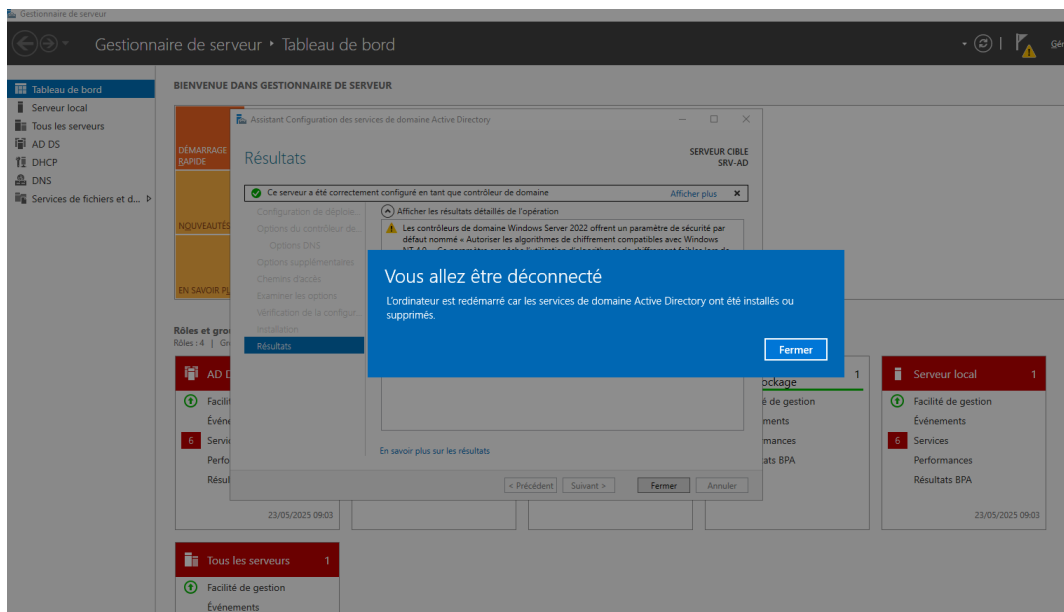 Gestionnaire de serveur
Gestionnaire de serveur • Tableau de bord
Tableau de bord
Serveur local
Tous les serveurs
AD DS
DHCP
DNS
Services de fichiers et d...
BIENVENUE DANS GESTIONNAIRE DE SERVEUR
DÉMARRAGE
RAPIDE
NOUVEAUTÉS
EN SAVOIR PL
Assistant Configuration des services de domaine Active Directory
Résultats
SERVEUR CIBLE
SRV-AD
Ce serveur a été correctement configuré en tant que contrôleur de domaine
Afficher plus
Configuration de déploie...
Options du contrôleur de...
Options DNS
Options supplémentaires
Chemins d'accès
Examiner les options
Vérification de la configur...
Installation
Résultats
Afficher les résultats détaillés de l'opération
Les contrôleurs de domaine Windows Server 2022 offrent un paramètre de sécurité par
défaut nommé « Autoriser les algorithmes de chiffrement compatibles avec Windows
Vous allez être déconnecté
L'ordinateur est redémarré car les services de domaine Active Directory ont été installés ou
supprimés.
Fermer
En savoir plus sur les résultats
< Précédent
Suivant >
Fermer
Annuler
Rôles et gro
Rôles : 4 | Gr
AD D
Facilit
Événe
6 Servi
Perfo
Résul
23/05/2025 09:03
ockage 1
é de gestion
ments
mances
ats BPA
Serveur local 1
Facilité de gestion
Événements
6 Services
Performances
Résultats BPA
23/05/2025 09:03
Tous les serveurs 1
Facilité de gestion
Événements